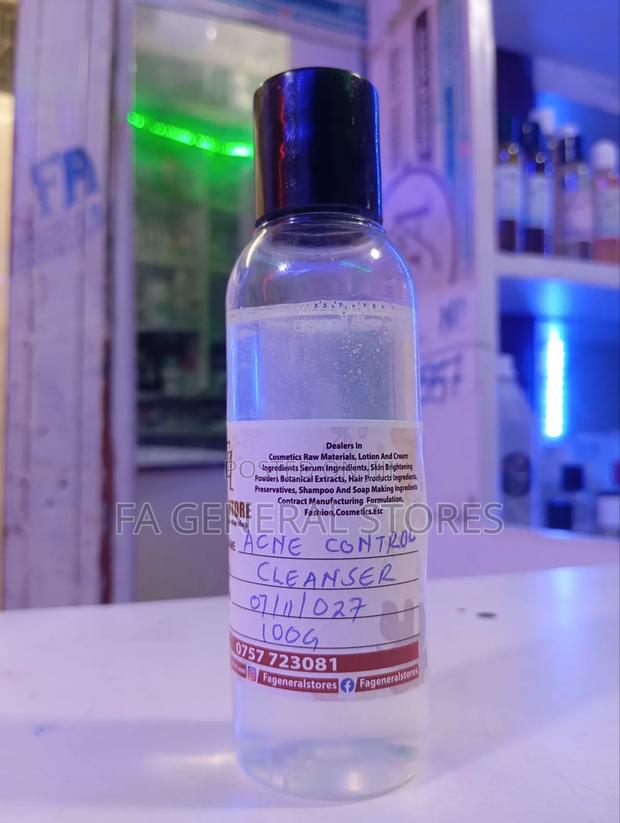 FA
Dealers In
Cosmetics Raw Materials, Lotion And Cream
Ingredients Serum Ingredients, Skin Brightening
Powders Botanical Extracts, Hair Products Ingredients,
Preservatives, Shampoo And Soap Making Ingredients
Contract Manufacturing Formulation,
Fashion,Cosmetics.Etc
FA GENERAL STORES
STORE
ACNE CONTROL
CLEANSER
07/11/027
100G
0757 723081
Fageneralstores Fageneralstores